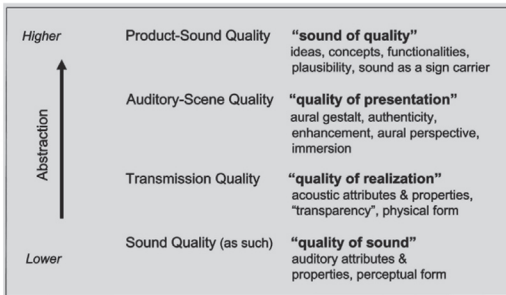 Higher
Product-Sound Quality
"sound of quality"
ideas, concepts, functionalities,
plausibility, sound as a sign carrier
Auditory-Scene Quality
"quality of presentation"
aural gestalt, authenticity,
enhancement, aural perspective,
immersion
Abstraction
Transmission Quality
"quality of realization"
acoustic attributes & properties,
"transparency", physical form
Sound Quality (as such)
"quality of sound"
auditory attributes &
properties, perceptual form
Lower